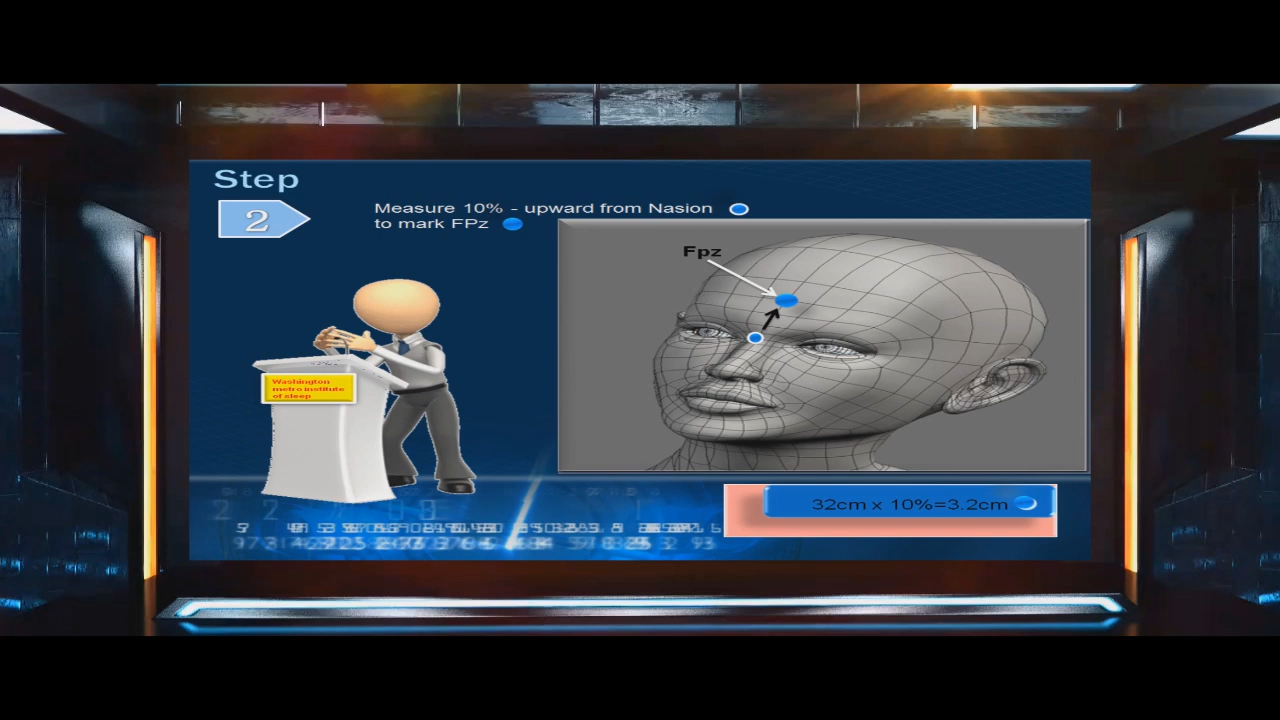 Step
2
Measure 10% - upward from Nasion
to mark FPz
Fpz
Washington
metro institute
of sleep
32cm x 10%=3.2cm